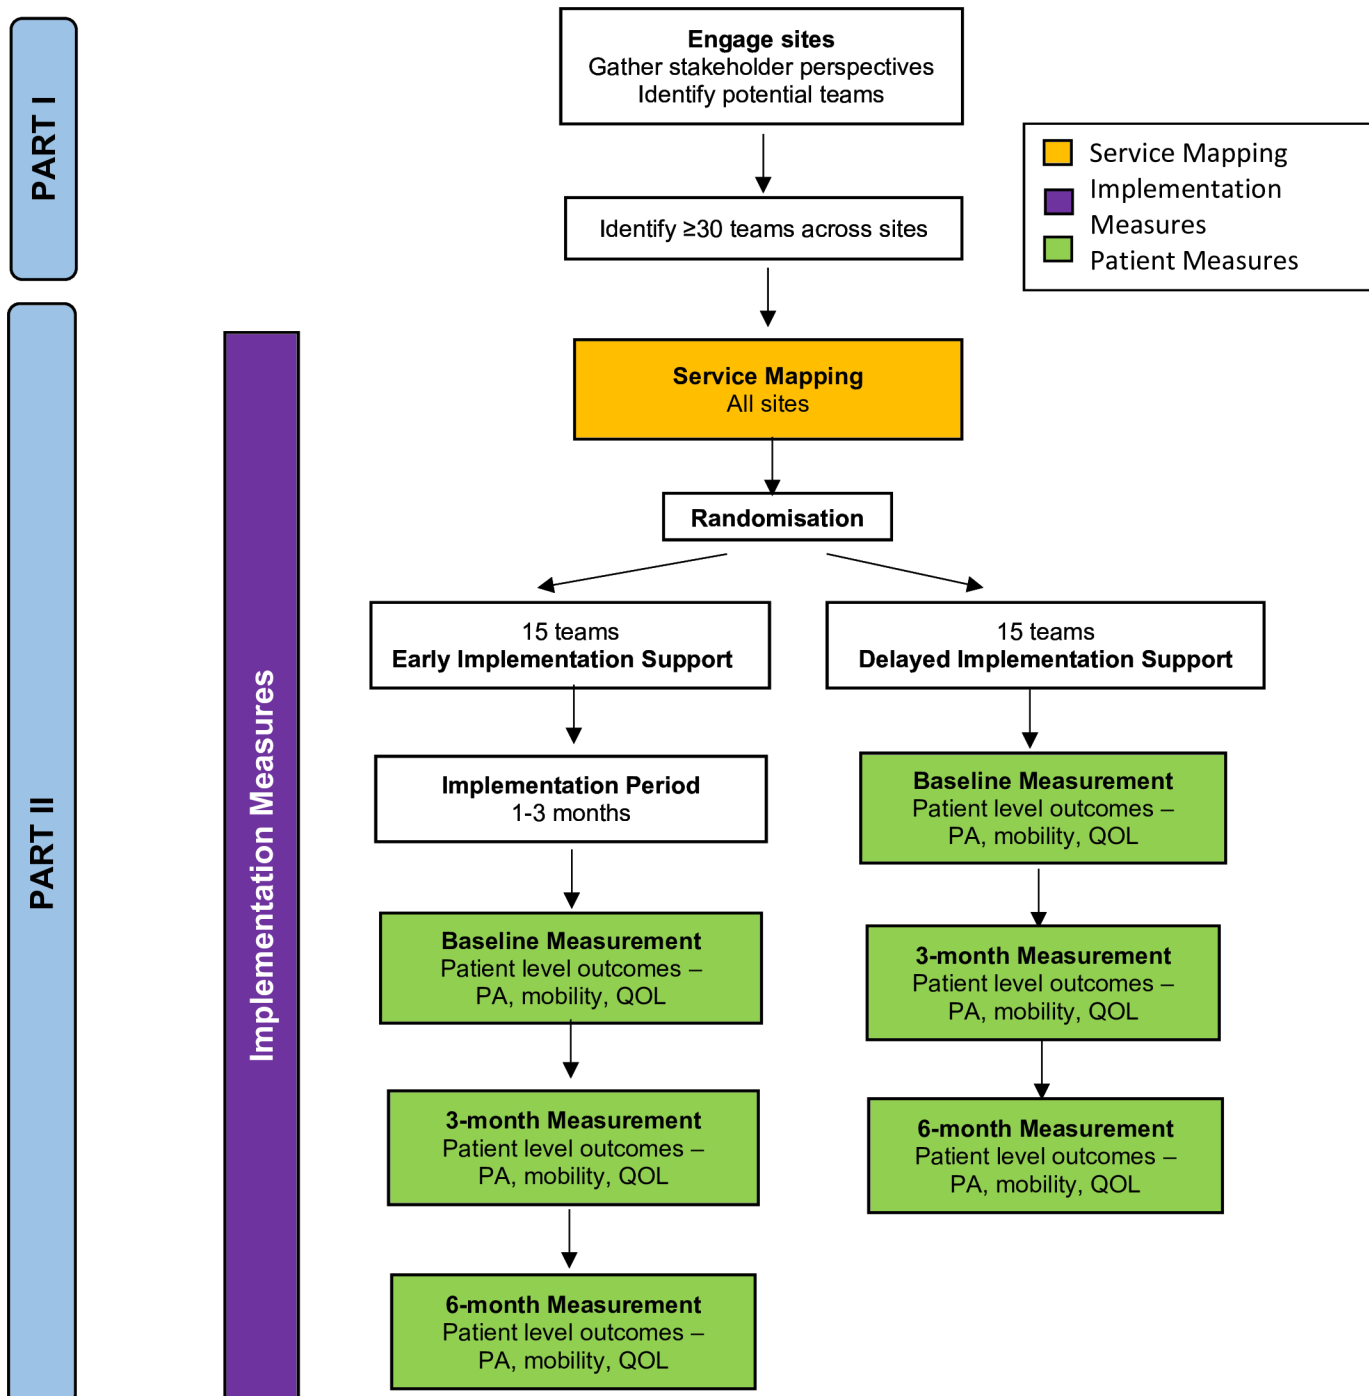 PART I
Engage sites
Gather stakeholder perspectives
Identify potential teams
Identify ≥30 teams across sites
Service Mapping
Implementation
Measures
Patient Measures
PART II
Implementation Measures
Service Mapping
All sites
Randomisation
15 teams
Early Implementation Support
Implementation Period
1-3 months
Baseline Measurement
Patient level outcomes –
PA, mobility, QOL
3-month Measurement
Patient level outcomes –
PA, mobility, QOL
6-month Measurement
Patient level outcomes –
PA, mobility, QOL
15 teams
Delayed Implementation Support
Baseline Measurement
Patient level outcomes –
PA, mobility, QOL
3-month Measurement
Patient level outcomes –
PA, mobility, QOL
6-month Measurement
Patient level outcomes –
PA, mobility, QOL